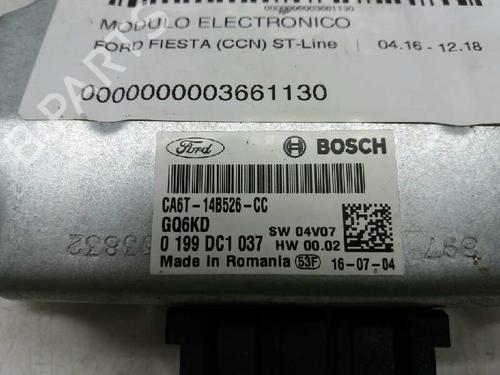 0000000003661130
MODULO ELECTRONICO
FORD FIESTA (CCN) ST-Line | 04.16 - 12.18
0000000003661130
Ford
BOSCH
CA6T-14B526-CC
GQ6KD
0 199 DC1 037
SW 04V07
HW 00.02
Made in Romania 53F 16-07-04
B-PARTS